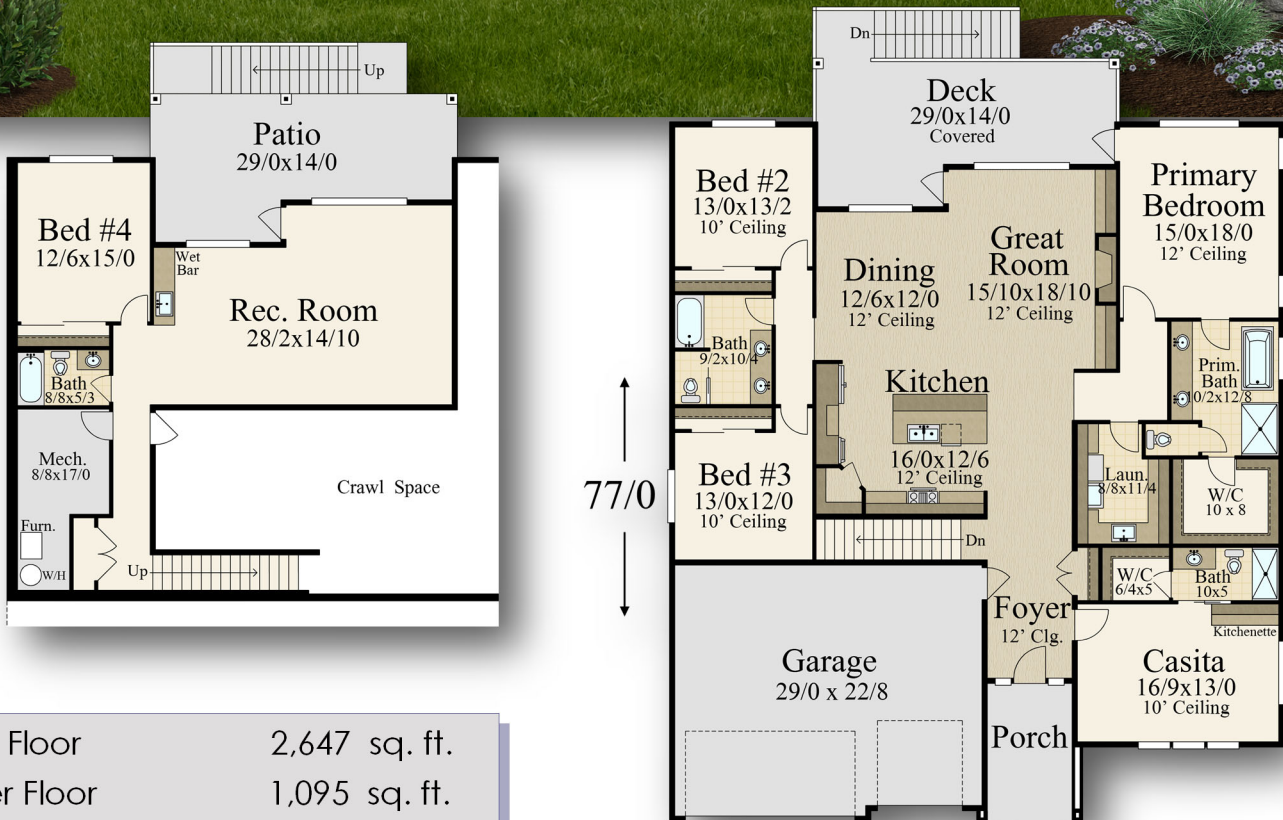 Up
Patio
29/0x14/0
Bed #4
12/6x15/0
Wet
Bar
Rec. Room
28/2x14/10
Bath
8/8x5/3
Mech.
8/8x17/0
Crawl Space
Furn.
W/H
Up
Floor 2,647 sq. ft.
Floor 1,095 sq. ft.
77/0
Dn
Deck
29/0x14/0
Covered
Bed #2
13/0x13/2
10' Ceiling
Primary
Bedroom
15/0x18/0
12' Ceiling
Great
Room
15/10x18/10
12' Ceiling
Dining
12/6x12/0
12' Ceiling
Bath
9/2x10/4
Prim.
Bath
10/2x12/8
Kitchen
16/0x12/6
12' Ceiling
Bed #3
13/0x12/0
10' Ceiling
Laun.
8/8x11/4
W/C
10 x 8
Dn
W/C
6/4x5
Bath
10x5
Foyer
12' Clg.
Kitchenette
Garage
29/0 x 22/8
Casita
16/9x13/0
10' Ceiling
Porch